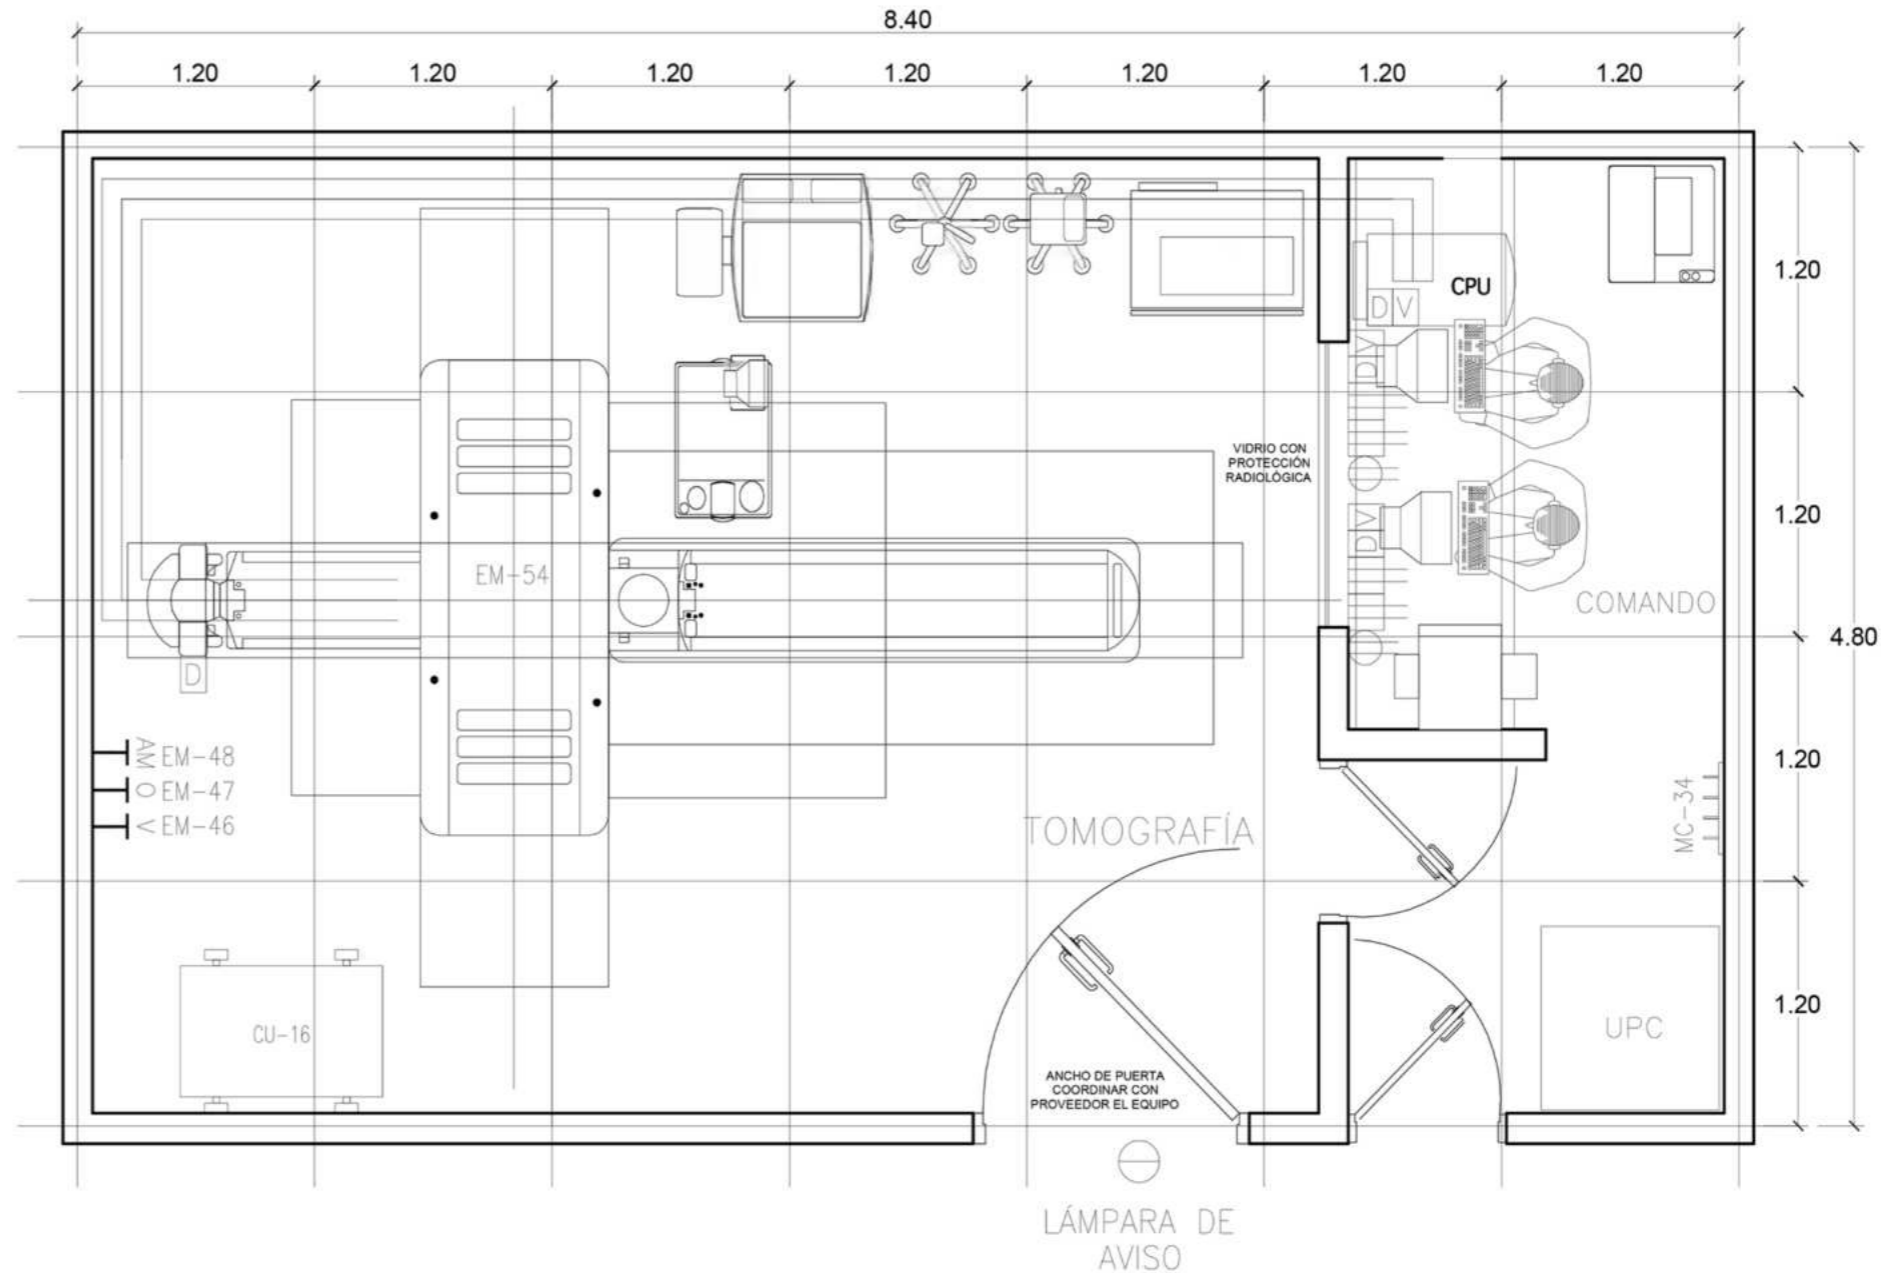 8.40
1.20 1.20 1.20 1.20 1.20 1.20 1.20
CPU
D V
1.20
D V
VIDRIO CON
PROTECCIÓN
RADIOLÓGICA
D V
1.20
EM-54
COMANDO
4.80
D
AM EM-48
O EM-47
V EM-46
TOMOGRAFÍA
MC-34
1.20
CU-16
UPC
1.20
ANCHO DE PUERTA
COORDINAR CON
PROVEEDOR EL EQUIPO
LÁMPARA DE
AVISO